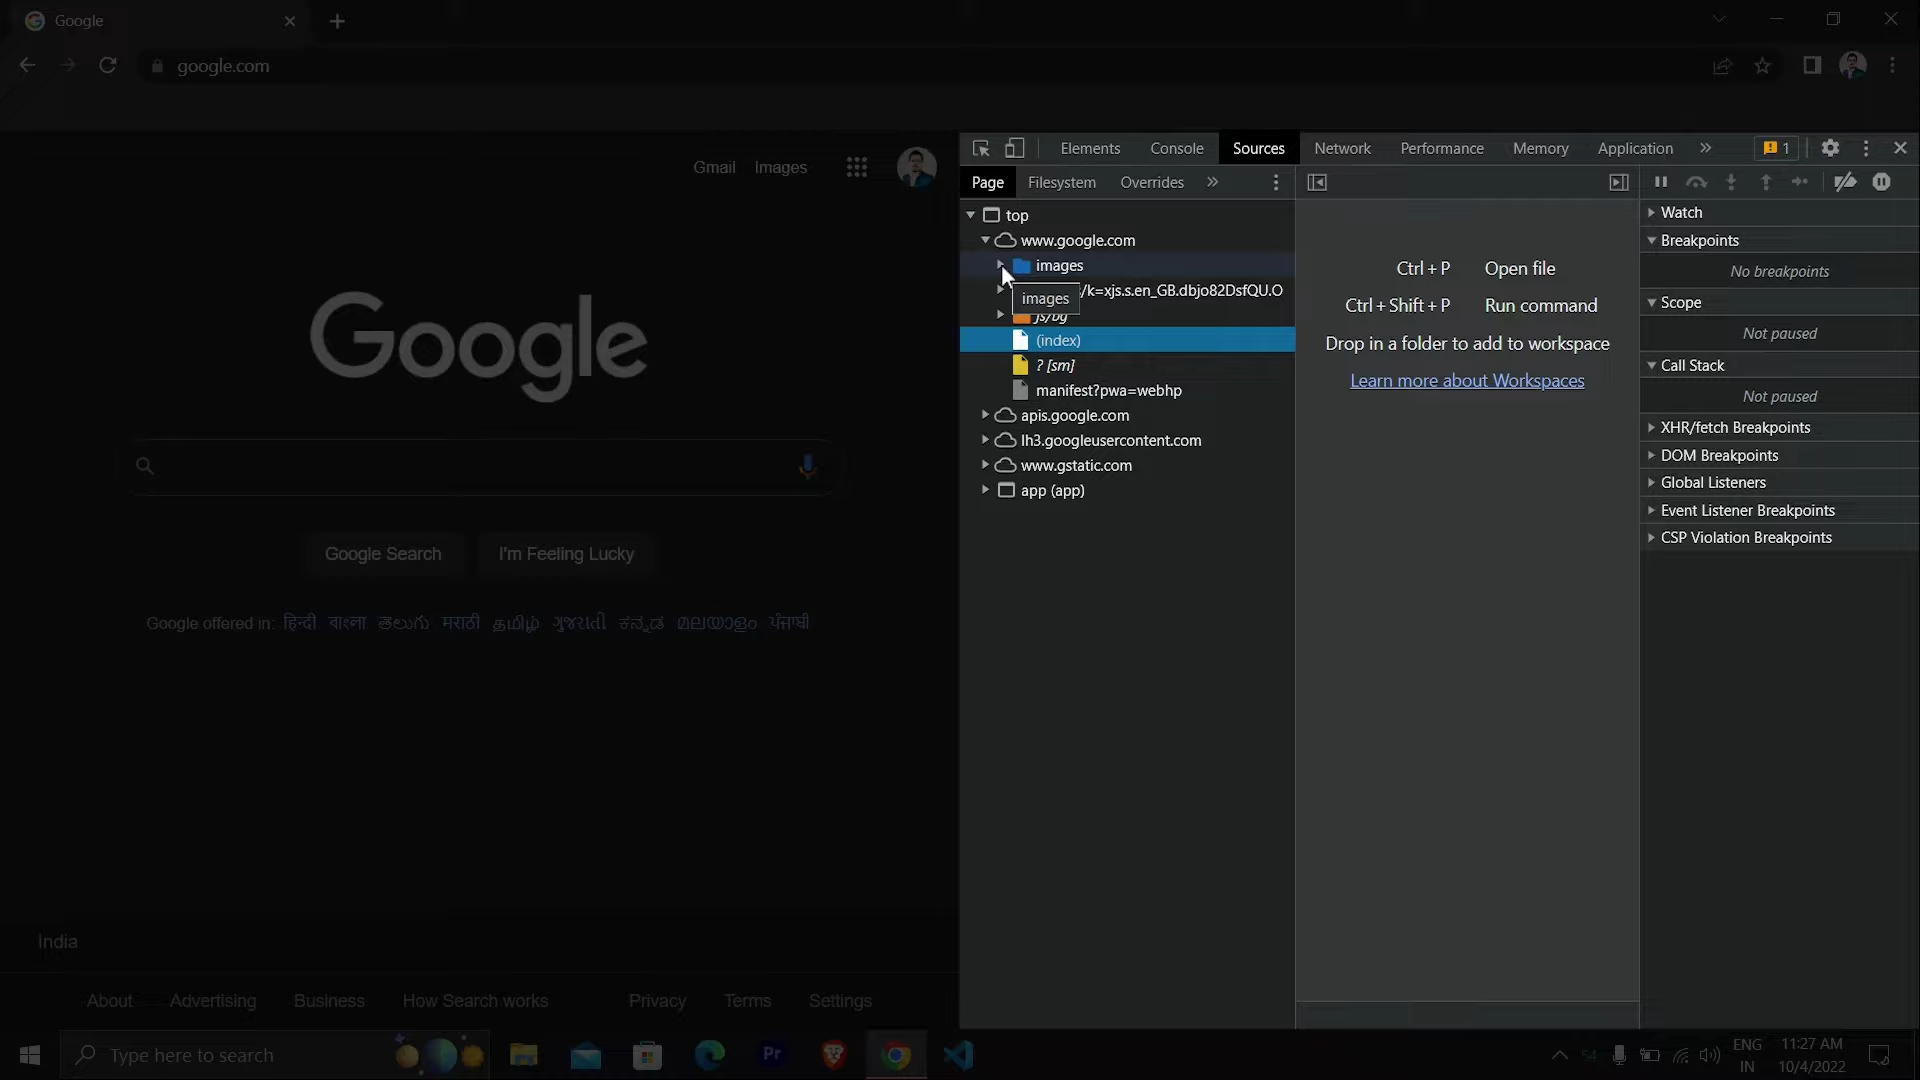 Google
google.com
Gmail Images
Google
Google Search I'm Feeling Lucky
Google offered in: हिन्दी বাংলা తెలుగు मराठी தமிழ் ગુજરાતી ಕನ್ನಡ മലയാളം ਪੰਜਾਬੀ
India
About Advertising Business How Search works Privacy Terms Settings
Elements Console Sources Network Performance Memory Application » 1
Page Filesystem Overrides »
top
www.google.com
images
/k=xjs.s.en_GB.dbjo82DsfQU.O
images
js/bg
(index)
? [sm]
manifest?pwa=webhp
apis.google.com
lh3.googleusercontent.com
www.gstatic.com
app (app)
Ctrl + P Open file
Ctrl + Shift + P Run command
Drop in a folder to add to workspace
Learn more about Workspaces
Watch
Breakpoints
No breakpoints
Scope
Not paused
Call Stack
Not paused
XHR/fetch Breakpoints
DOM Breakpoints
Global Listeners
Event Listener Breakpoints
CSP Violation Breakpoints
Type here to search
Pr
54
ENG
IN
11:27 AM
10/4/2022